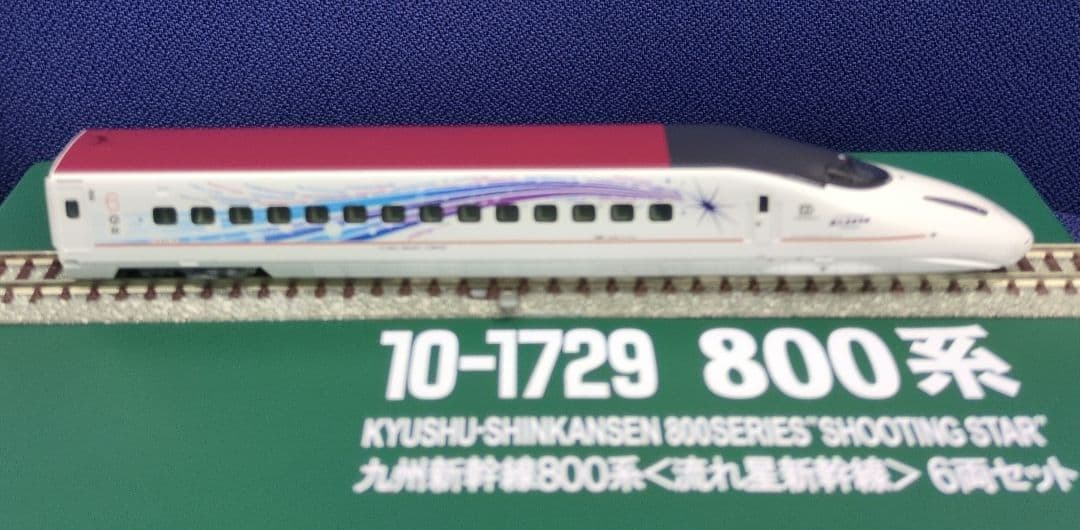 10-1729 800系
KYUSHU-SHINKANSEN 800SERIES"SHOOTING STAR"
九州新幹線800系<流れ星新幹線> 6両セット